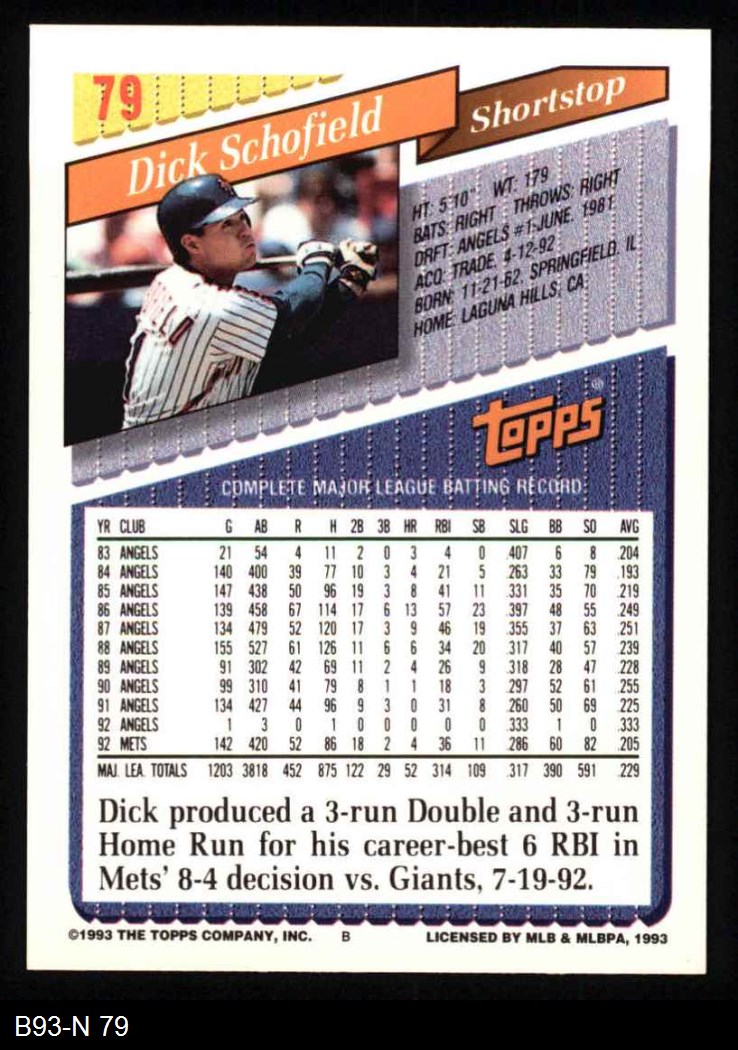 79
Dick Schofield
Shortstop
HT: 5'10" WT: 179
BATS: RIGHT THROWS: RIGHT
DRFT: ANGELS #1-JUNE, 1981
ACQ: TRADE, 4-12-92
BORN: 11-21-62, SPRINGFIELD, IL
HOME: LAGUNA HILLS, CA
topps®
COMPLETE MAJOR LEAGUE BATTING RECORD
YR CLUB G AB R H 2B 3B HR RBI SB SLG BB SO AVG
83 ANGELS 21 54 4 11 2 0 3 4 0 .407 6 8 .204
84 ANGELS 140 400 39 77 10 3 4 21 5 .263 33 79 .193
85 ANGELS 147 438 50 96 19 3 8 41 11 .331 35 70 .219
86 ANGELS 139 458 67 114 17 6 13 57 23 .397 48 55 .249
87 ANGELS 134 479 52 120 17 3 9 46 19 .355 37 63 .251
88 ANGELS 155 527 61 126 11 6 6 34 20 .317 40 57 .239
89 ANGELS 91 302 42 69 11 2 4 26 9 .318 28 47 .228
90 ANGELS 99 310 41 79 8 1 1 18 3 .297 52 61 .255
91 ANGELS 134 427 44 96 9 3 0 31 8 .260 50 69 .225
92 ANGELS 1 3 0 1 0 0 0 0 0 .333 1 0 .333
92 METS 142 420 52 86 18 2 4 36 11 .286 60 82 .205
MAJ. LEA. TOTALS 1203 3818 452 875 122 29 52 314 109 .317 390 591 .229
Dick produced a 3-run Double and 3-run
Home Run for his career-best 6 RBI in
Mets' 8-4 decision vs. Giants, 7-19-92.
©1993 THE TOPPS COMPANY, INC. B LICENSED BY MLB & MLBPA, 1993
B93-N 79